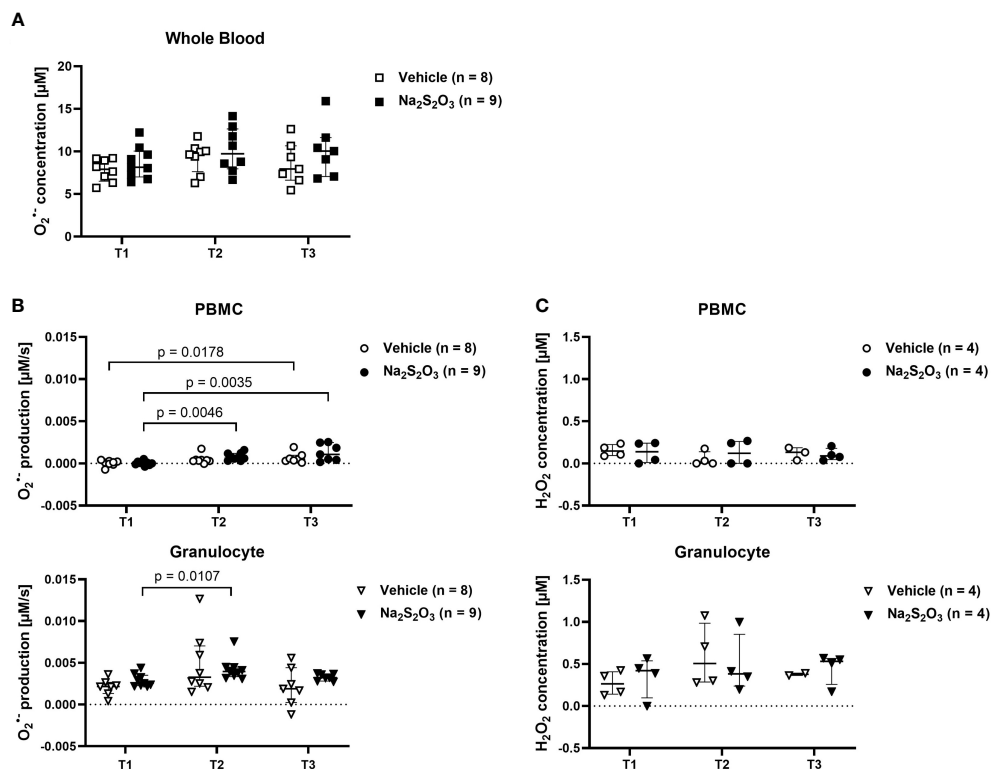 A
Whole Blood
20
15
10
5
0
O₂•⁻ concentration [µM]
T1 T2 T3
Vehicle (n = 8)
Na₂S₂O₃ (n = 9)
B
PBMC
0.015
0.010
0.005
0.000
-0.005
O₂•⁻ production [µM/s]
p = 0.0178
p = 0.0035
p = 0.0046
T1 T2 T3
Vehicle (n = 8)
Na₂S₂O₃ (n = 9)
Granulocyte
0.015
0.010
0.005
0.000
-0.005
O₂•⁻ production [µM/s]
p = 0.0107
T1 T2 T3
Vehicle (n = 8)
Na₂S₂O₃ (n = 9)
C
PBMC
1.5
1.0
0.5
0.0
-0.5
H₂O₂ concentration [µM]
T1 T2 T3
Vehicle (n = 4)
Na₂S₂O₃ (n = 4)
Granulocyte
1.5
1.0
0.5
0.0
-0.5
H₂O₂ concentration [µM]
T1 T2 T3
Vehicle (n = 4)
Na₂S₂O₃ (n = 4)